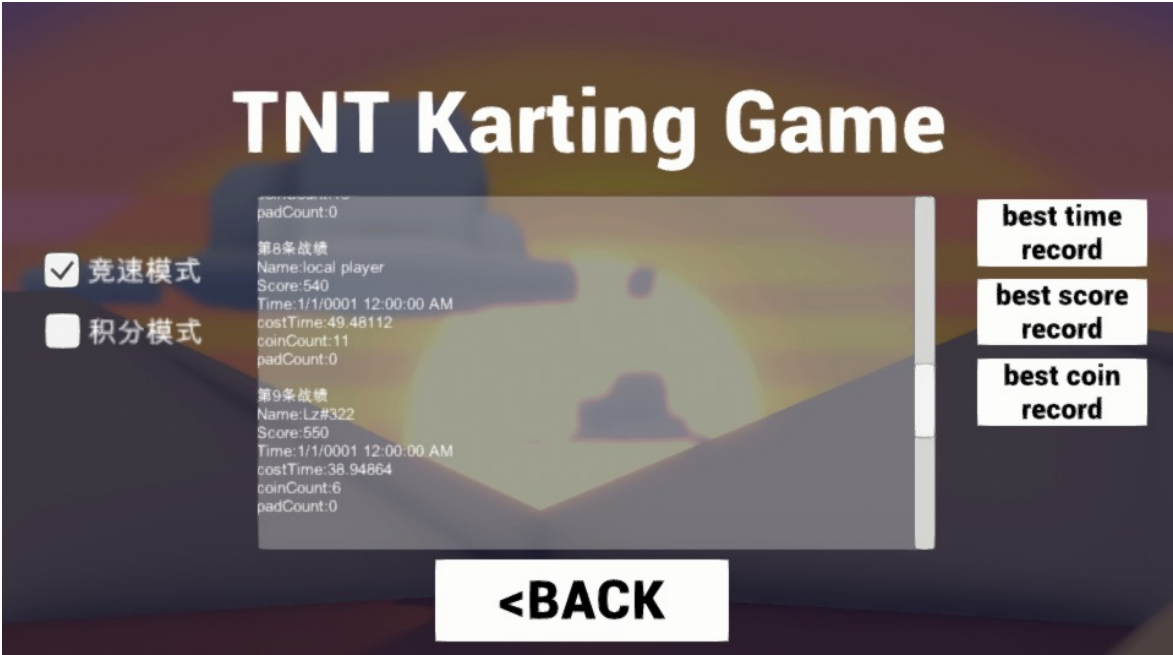 TNT Karting Game
竞速模式
积分模式
padCount:0
第8条战绩
Name:local player
Score:540
Time:1/1/0001 12:00:00 AM
costTime:49.48112
coinCount:11
padCount:0
第9条战绩
Name:Lz#322
Score:550
Time:1/1/0001 12:00:00 AM
costTime:38.94864
coinCount:6
padCount:0
best time
record
best score
record
best coin
record
<BACK